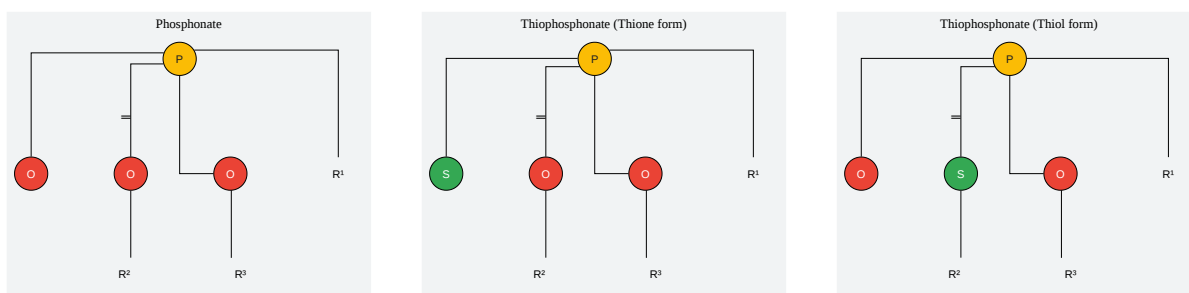 Phosphonate
P
=
O
O
O
R¹
R²
R³
Thiophosphonate (Thione form)
P
=
S
O
O
R¹
R²
R³
Thiophosphonate (Thiol form)
P
=
O
S
O
R¹
R²
R³